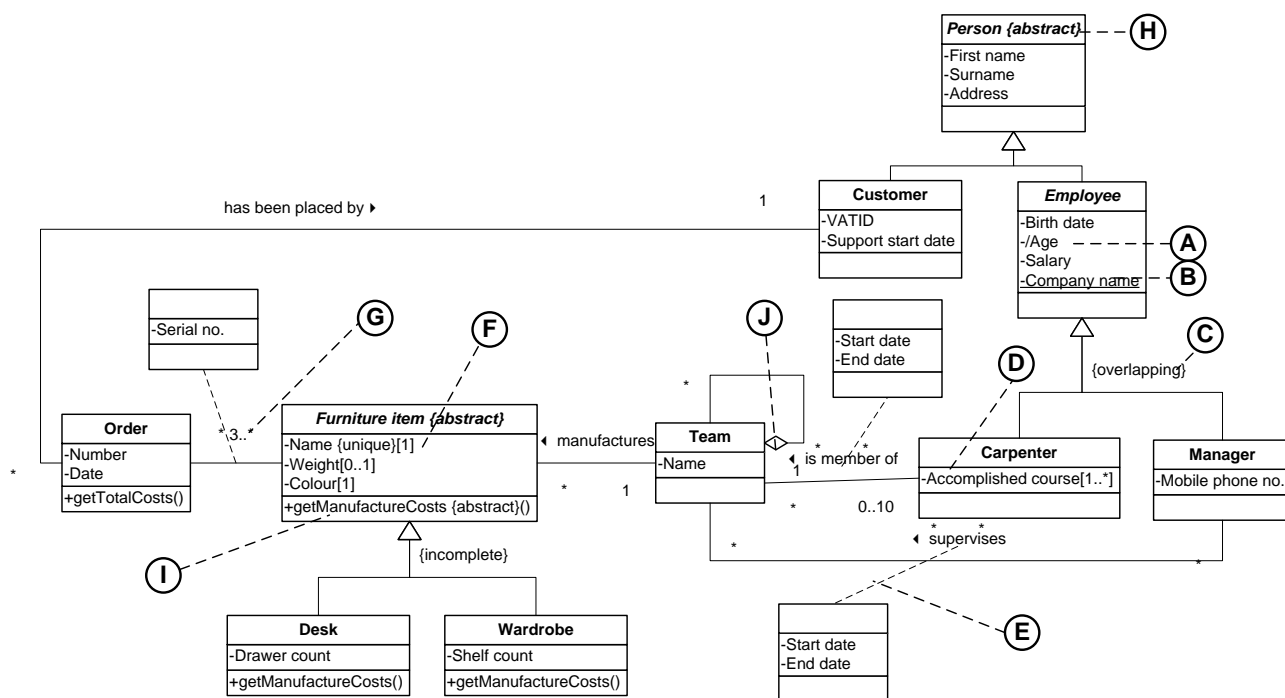 Person {abstract}
H
-First name
-Surname
-Address
Customer
-VATID
-Support start date
Employee
-Birth date
-/Age
-Salary
-Company name
A
B
has been placed by
1
*
-Serial no.
G
F
J
-Start date
-End date
D
C
{overlapping}
Order
-Number
-Date
+getTotalCosts()
* 3..*
Furniture item {abstract}
-Name {unique}[1]
-Weight[0..1]
-Colour[1]
+getManufactureCosts {abstract}()
manufactures
*
1
*
Team
-Name
1
* *
is member of
*
0..10
Carpenter
-Accomplished course[1..*]
Manager
-Mobile phone no.
* *
supervises
*
*
I
{incomplete}
E
Desk
-Drawer count
+getManufactureCosts()
Wardrobe
-Shelf count
+getManufactureCosts()
-Start date
-End date